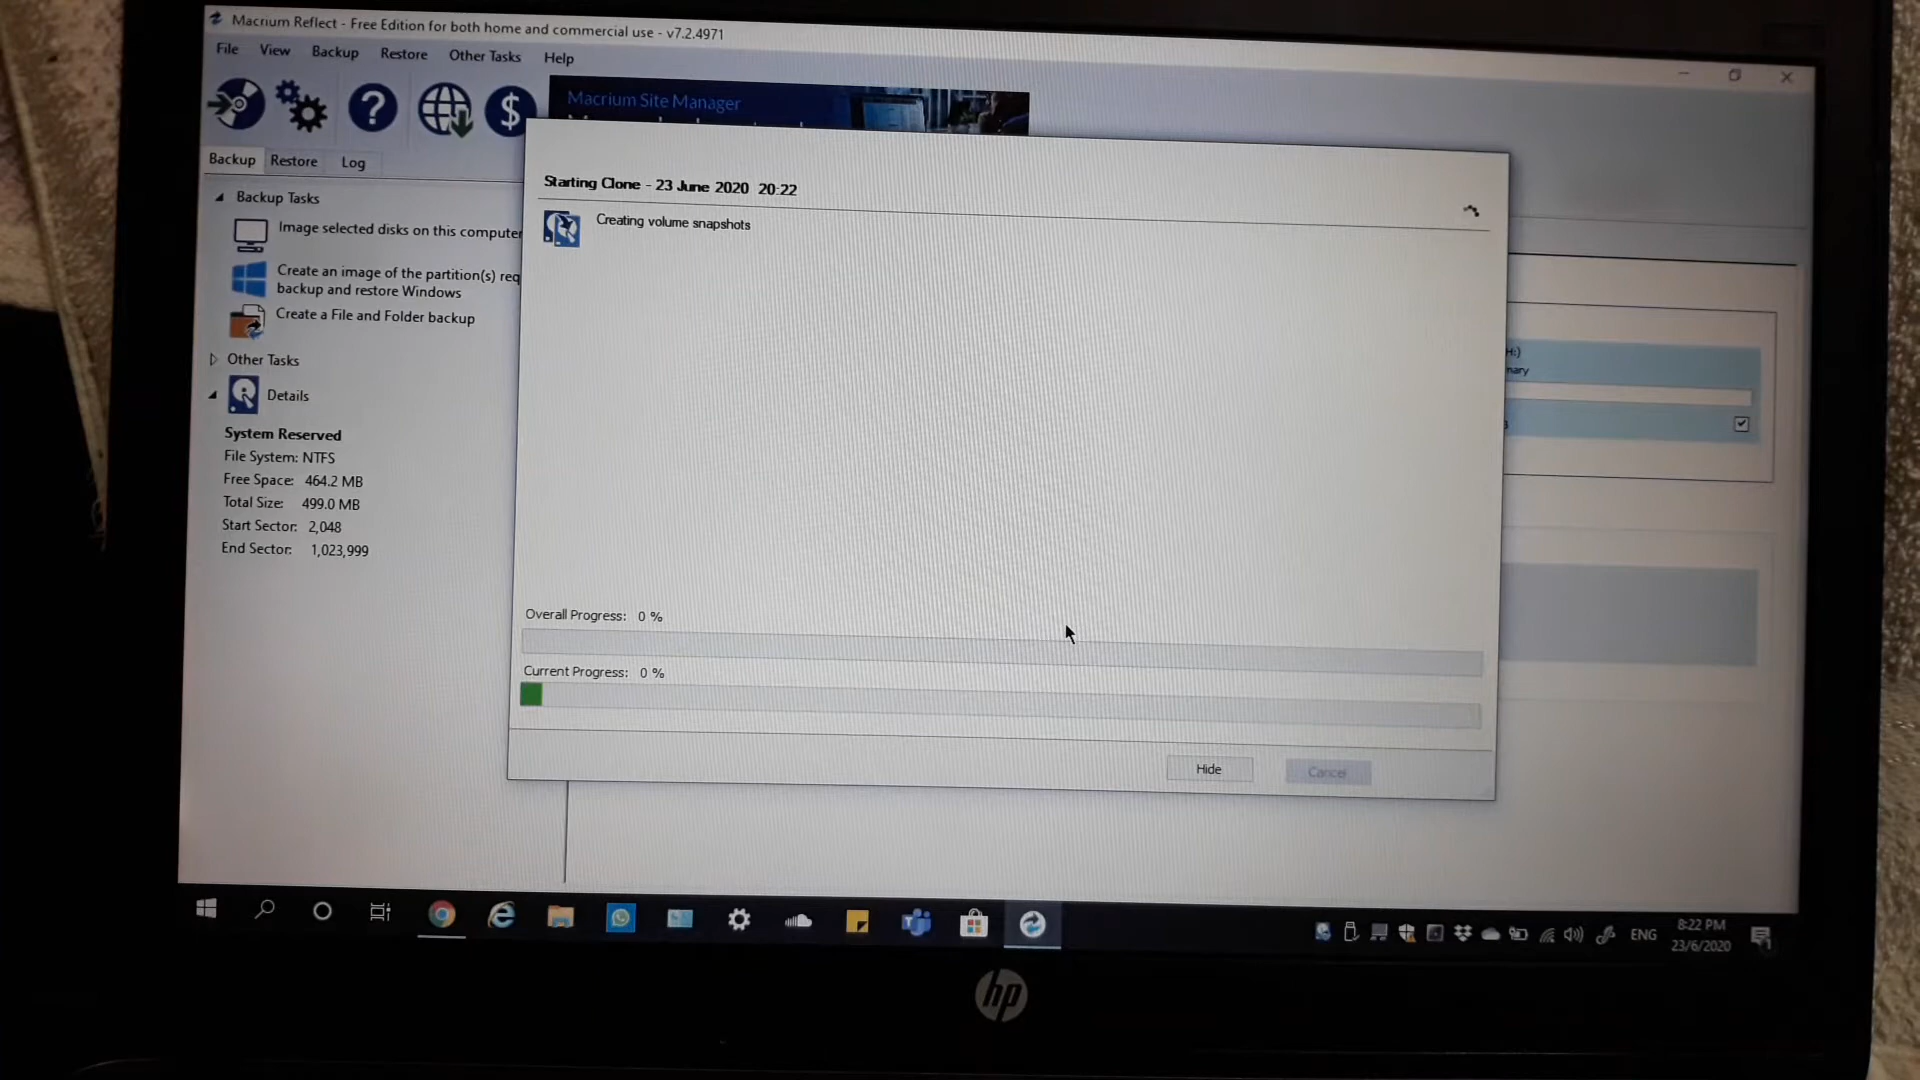 Macrium Reflect - Free Edition for both home and commercial use - v7.2.4971
File View Backup Restore Other Tasks Help
Macrium Site Manager
Backup Restore Log
Starting Clone - 23 June 2020 20:22
Creating volume snapshots
Backup Tasks
Image selected disks on this computer
Create an image of the partition(s) req
backup and restore Windows
Create a File and Folder backup
Other Tasks
Details
System Reserved
File System: NTFS
Free Space: 464.2 MB
Total Size: 499.0 MB
Start Sector: 2,048
End Sector: 1,023,999
H:)
Overall Progress: 0 %
Current Progress: 0 %
Hide Cancel
ENG
8:22 PM
23/6/2020
hp